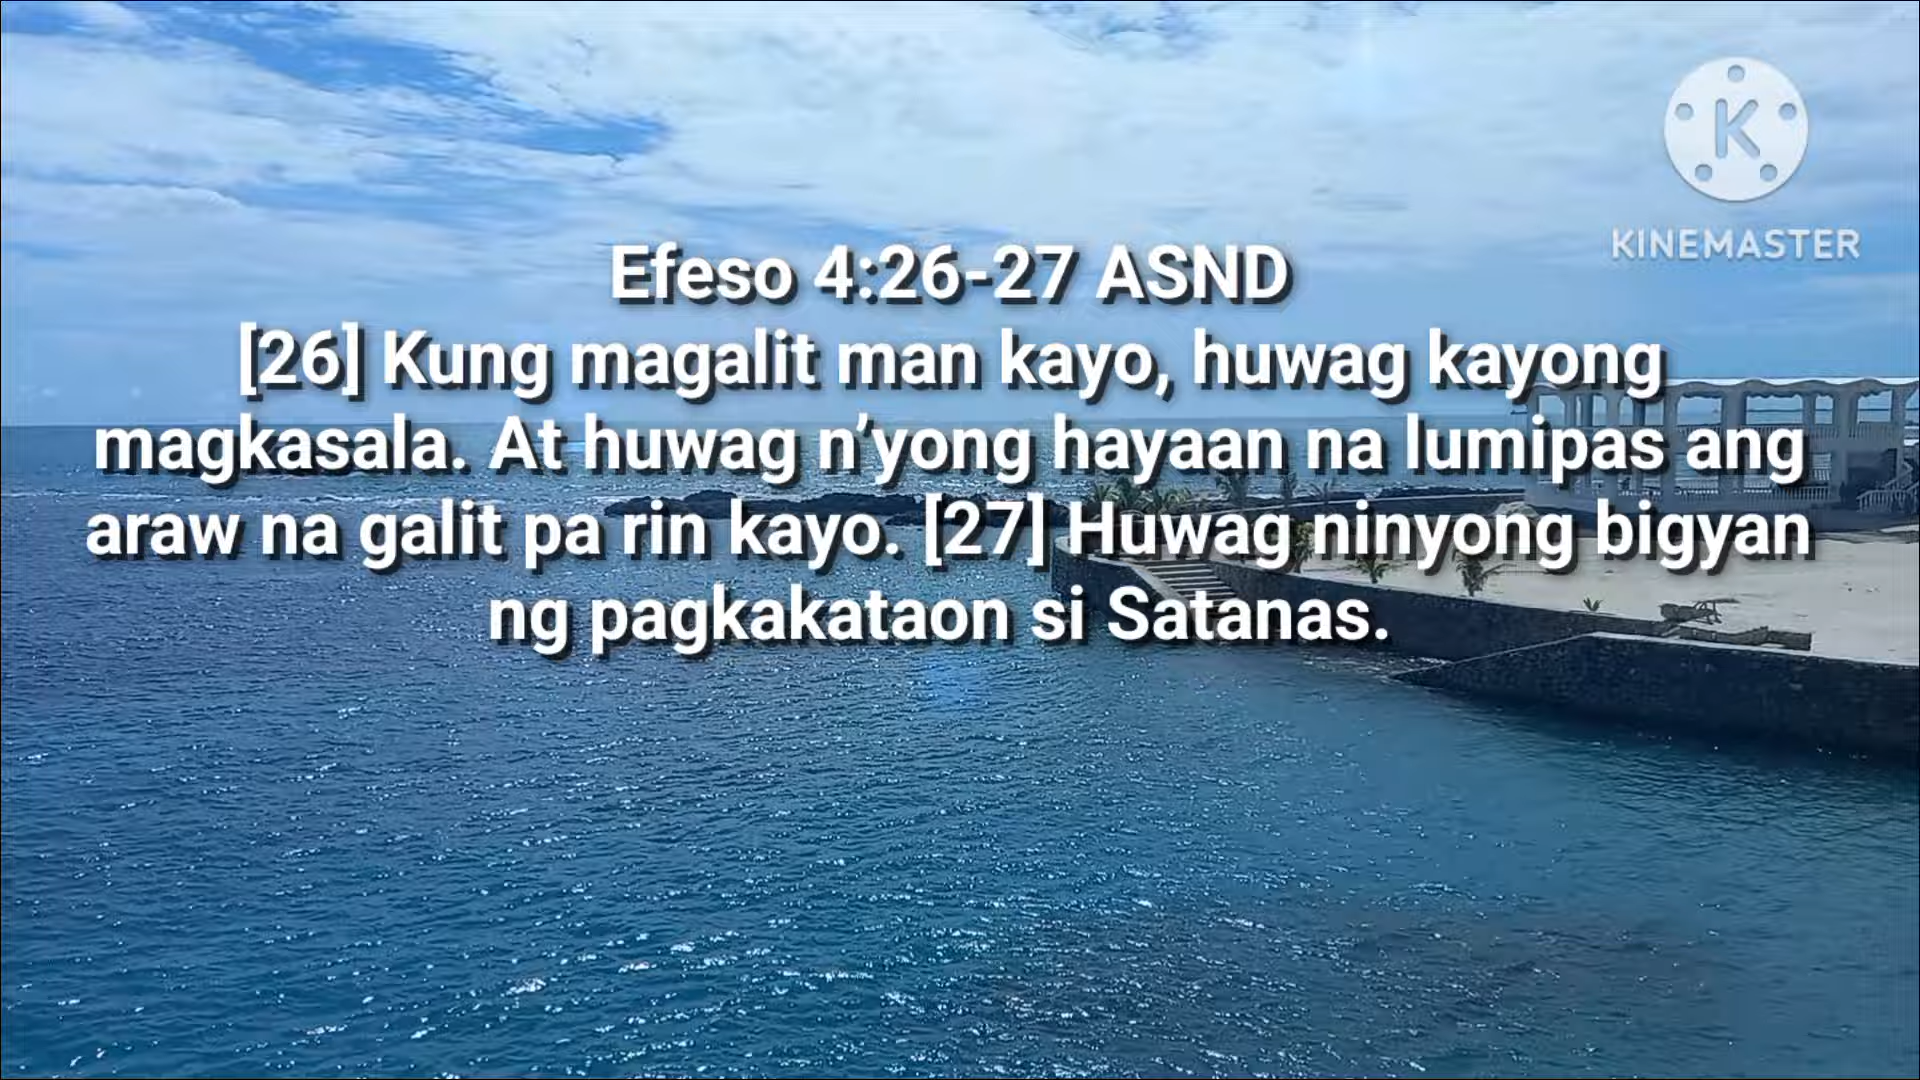 K
KINEMASTER
Efeso 4:26-27 ASND
[26] Kung magalit man kayo, huwag kayong
magkasala. At huwag n’yong hayaan na lumipas ang
araw na galit pa rin kayo. [27] Huwag ninyong bigyan
ng pagkakataon si Satanas.